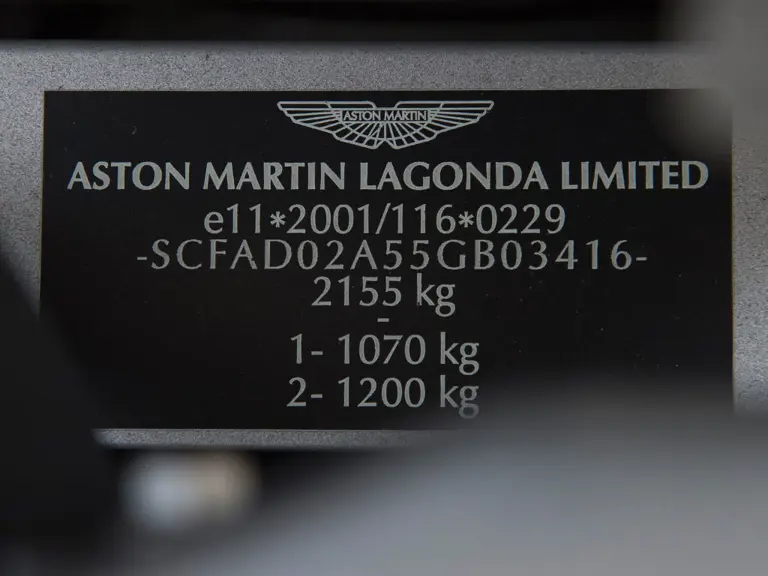 ASTON MARTIN
ASTON MARTIN LAGONDA LIMITED
e11*2001/116*0229
-SCFAD02A55GB03416-
2155 kg
-
1- 1070 kg
2- 1200 kg